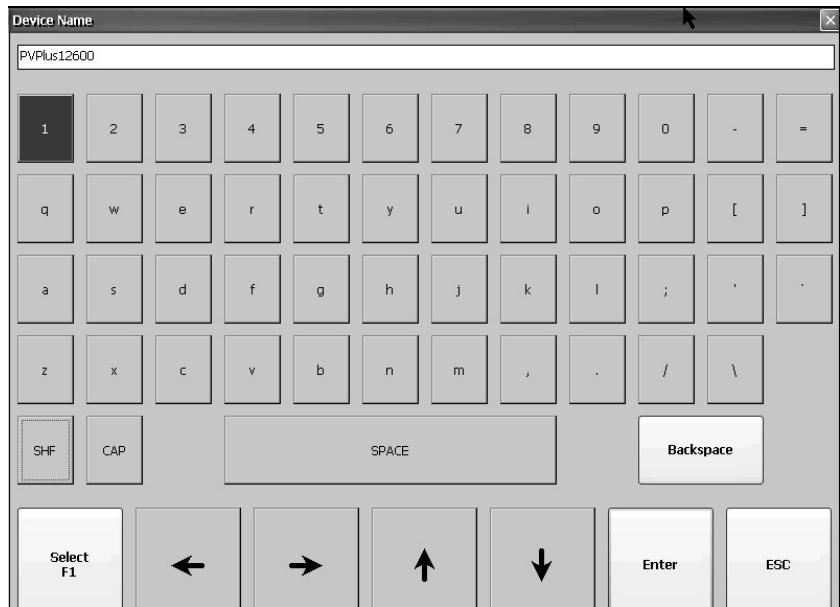 Device Name
PVPlus12600
1 2 3 4 5 6 7 8 9 0 - =
q w e r t y u i o p [ ]
a s d f g h j k l ; ' `
z x c v b n m , . / \
SHF CAP SPACE Backspace
Select
F1
Enter ESC